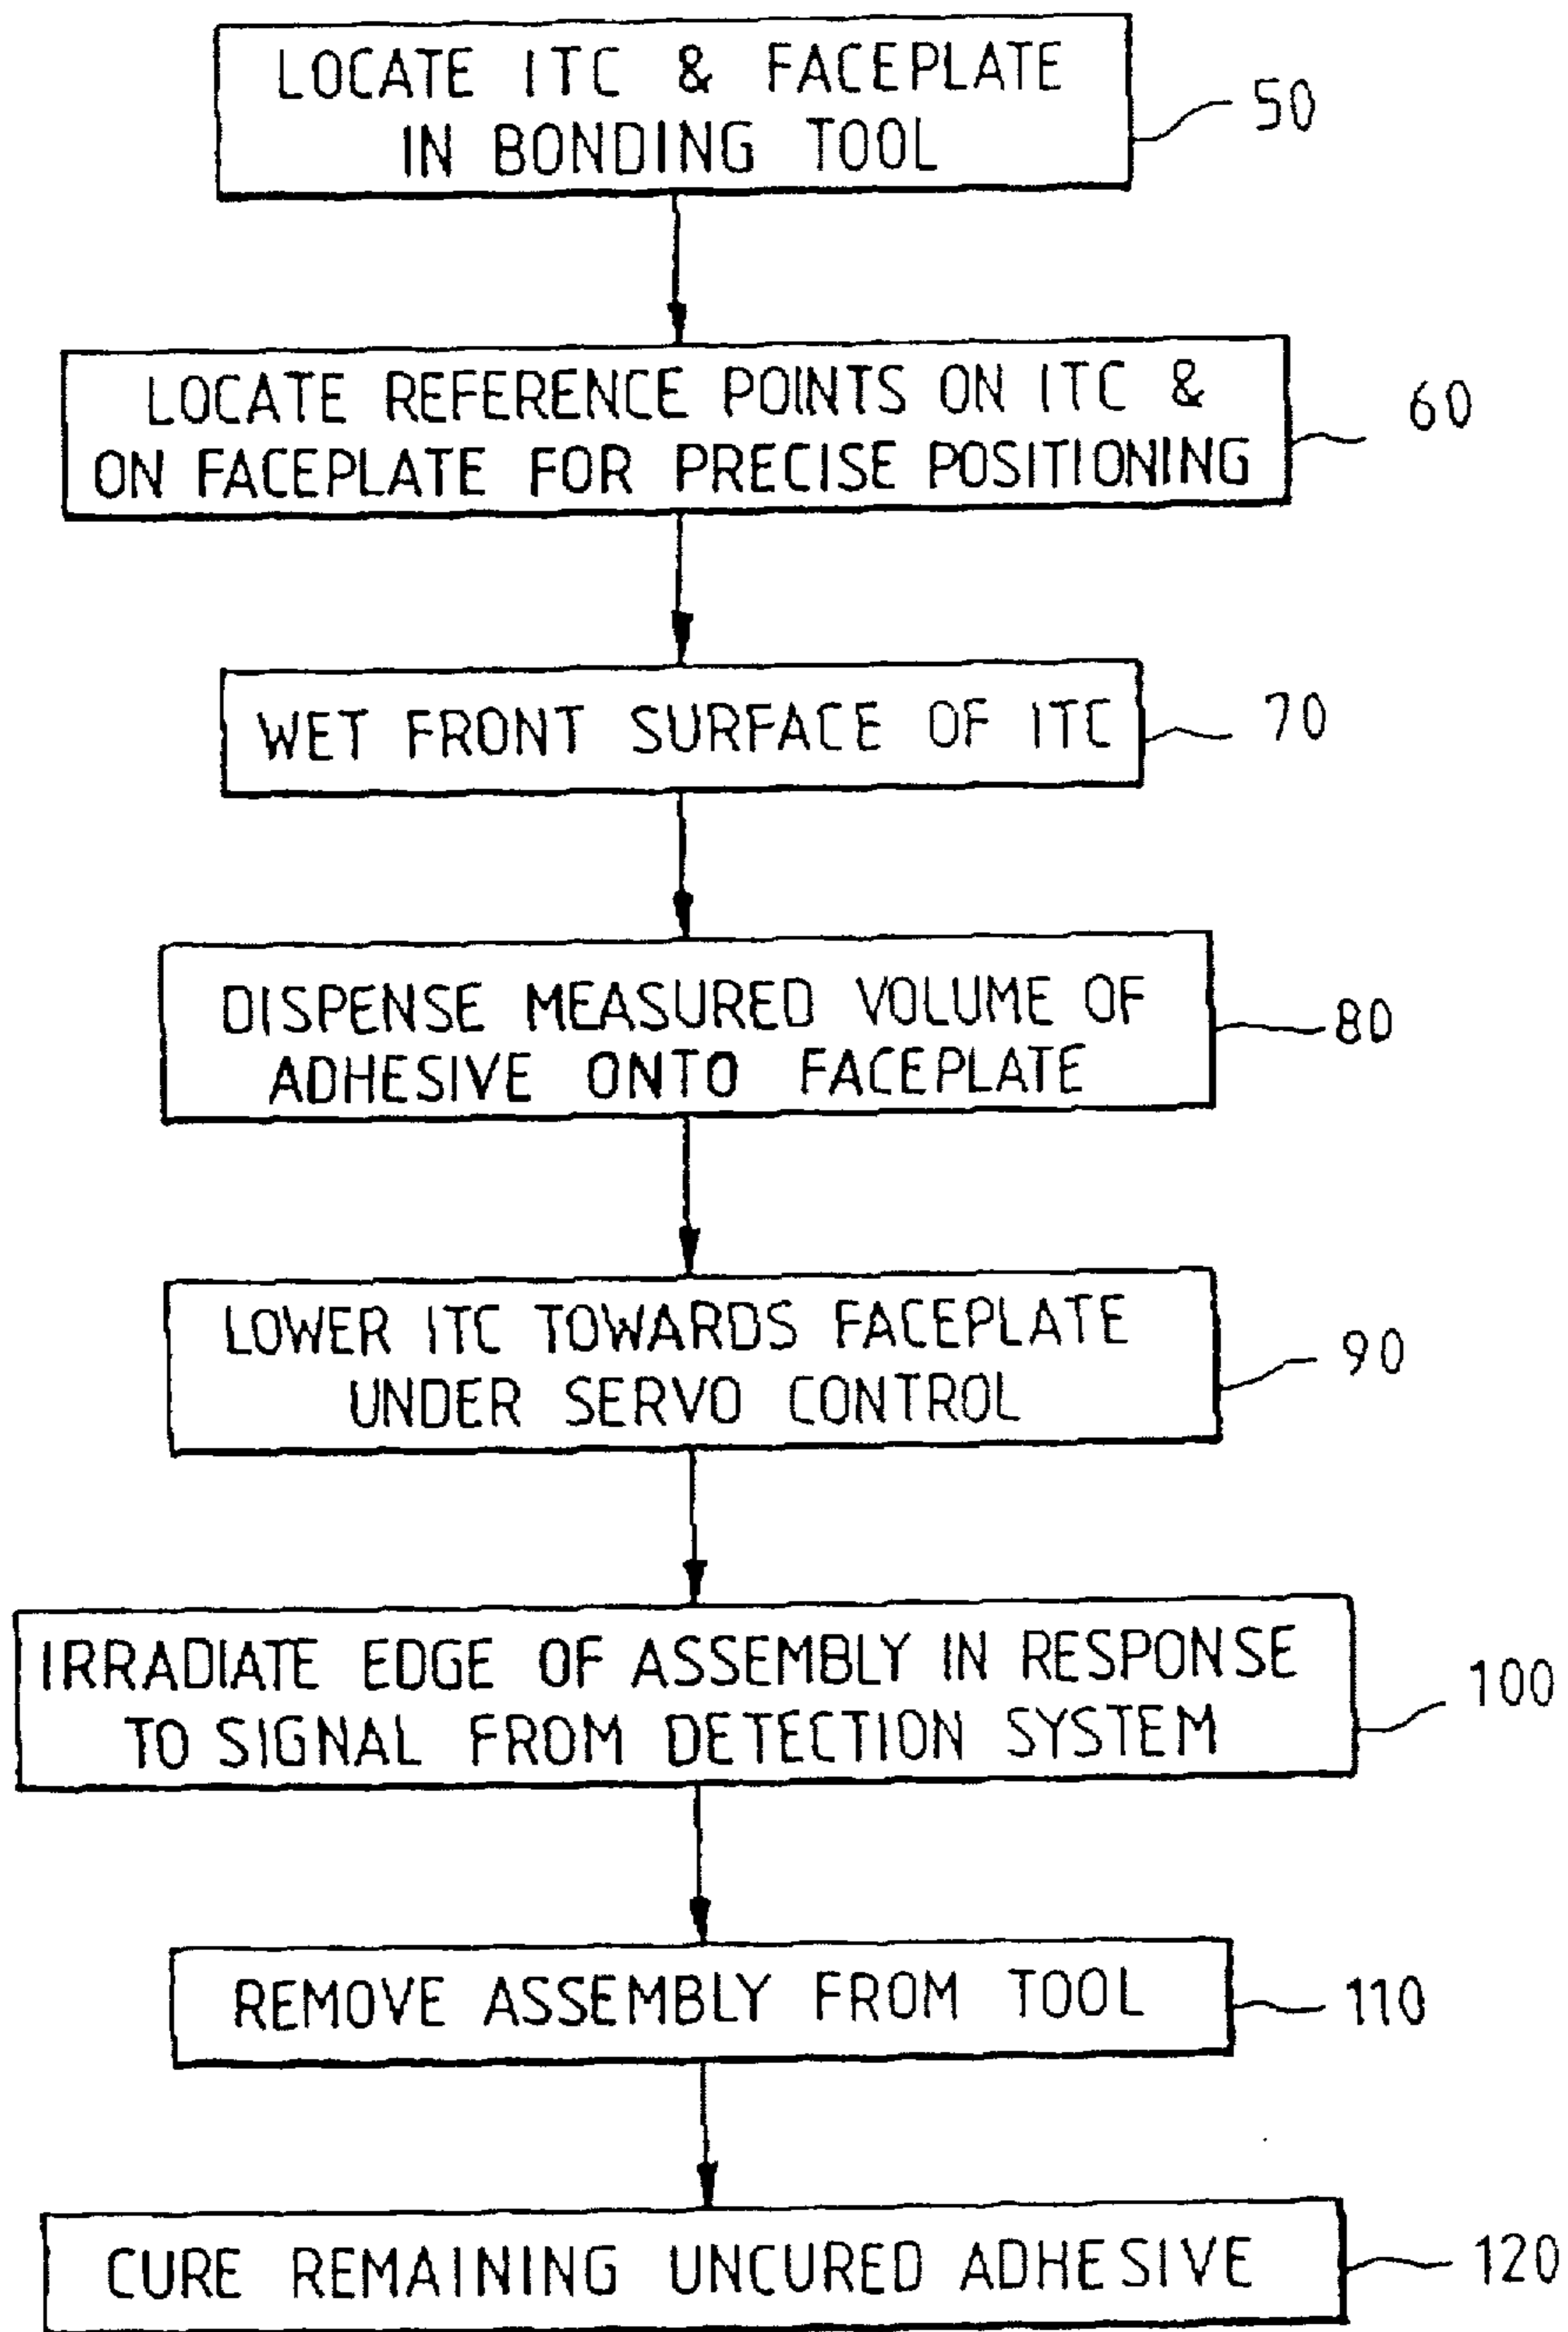 LOCATE ITC & FACEPLATE
IN BONDING TOOL
50
LOCATE REFERENCE POINTS ON ITC &
ON FACEPLATE FOR PRECISE POSITIONING
60
WET FRONT SURFACE OF ITC
70
DISPENSE MEASURED VOLUME OF
ADHESIVE ONTO FACEPLATE
80
LOWER ITC TOWARDS FACEPLATE
UNDER SERVO CONTROL
90
IRRADIATE EDGE OF ASSEMBLY IN RESPONSE
TO SIGNAL FROM DETECTION SYSTEM
100
REMOVE ASSEMBLY FROM TOOL
110
CURE REMAINING UNCURED ADHESIVE
120